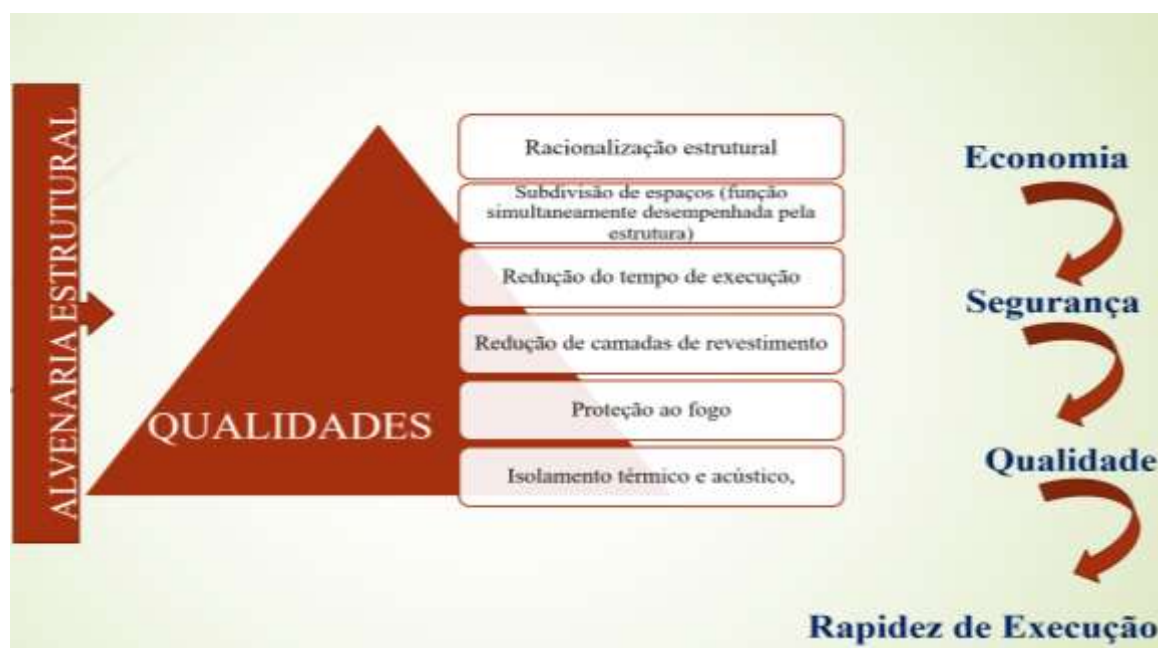 ALVENARIA ESTRUTURAL
QUALIDADES
Racionalização estrutural
Subdivisão de espaços (função
simultaneamente desempenhada pela
estrutura)
Redução do tempo de execução
Redução de camadas de revestimento
Proteção ao fogo
Isolamento térmico e acústico,
Economia
Segurança
Qualidade
Rapidez de Execução